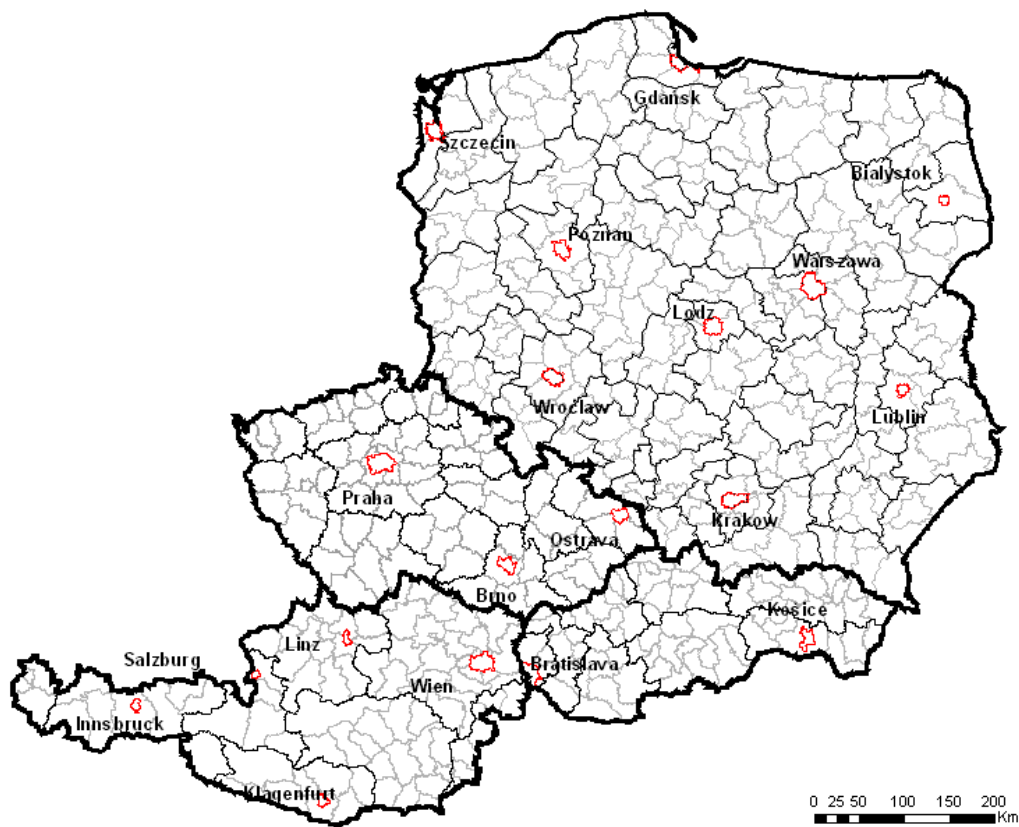 Gdańsk
Szczecin
Bialystok
Poznan
Warszawa
Lodz
Wrocław
Lublin
Praha
Krakow
Ostrava
Brno
Kosice
Linz
Salzburg
Bratislava
Wien
Innsbruck
Klagenfurt
0 25 50 100 150 200
Km